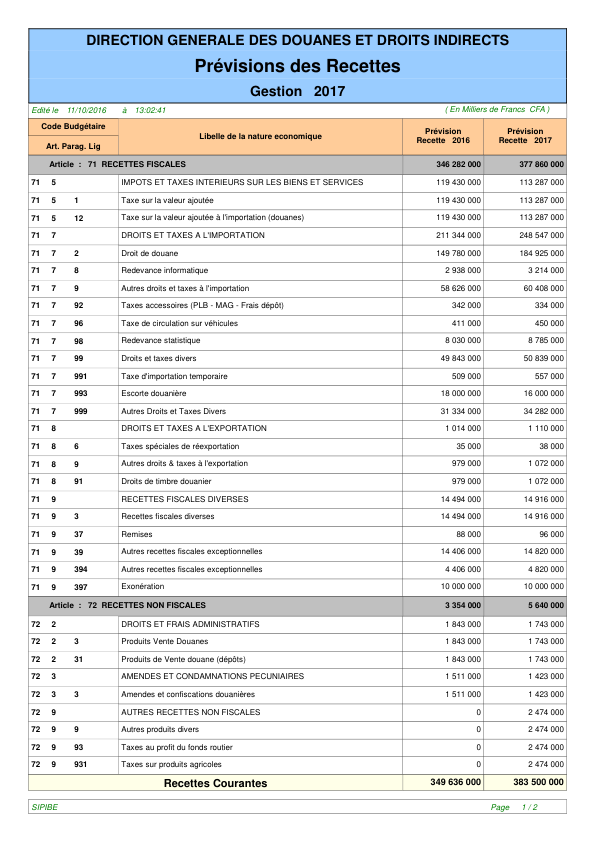 DIRECTION GENERALE DES DOUANES ET DROITS INDIRECTS
Prévisions des Recettes
Gestion 2017
Edité le 11/10/2016 à 13:02:41 ( En Milliers de Francs CFA )
Code Budgétaire
Art. Parag. Lig
Libelle de la nature economique
Prévision Recette 2016
Prévision Recette 2017
Article : 71 RECETTES FISCALES 346 282 000 377 860 000
71 5 IMPOTS ET TAXES INTERIEURS SUR LES BIENS ET SERVICES 119 430 000 113 287 000
71 5 1 Taxe sur la valeur ajoutée 119 430 000 113 287 000
71 5 12 Taxe sur la valeur ajoutée à l'importation (douanes) 119 430 000 113 287 000
71 7 DROITS ET TAXES A L'IMPORTATION 211 344 000 248 547 000
71 7 2 Droit de douane 149 780 000 184 925 000
71 7 8 Redevance informatique 2 938 000 3 214 000
71 7 9 Autres droits et taxes à l'importation 58 626 000 60 408 000
71 7 92 Taxes accessoires (PLB - MAG - Frais dépôt) 342 000 334 000
71 7 96 Taxe de circulation sur véhicules 411 000 450 000
71 7 98 Redevance statistique 8 030 000 8 785 000
71 7 99 Droits et taxes divers 49 843 000 50 839 000
71 7 991 Taxe d'importation temporaire 509 000 557 000
71 7 993 Escorte douanière 18 000 000 16 000 000
71 7 999 Autres Droits et Taxes Divers 31 334 000 34 282 000
71 8 DROITS ET TAXES A L'EXPORTATION 1 014 000 1 110 000
71 8 6 Taxes spéciales de réexportation 35 000 38 000
71 8 9 Autres droits & taxes à l'exportation 979 000 1 072 000
71 8 91 Droits de timbre douanier 979 000 1 072 000
71 9 RECETTES FISCALES DIVERSES 14 494 000 14 916 000
71 9 3 Recettes fiscales diverses 14 494 000 14 916 000
71 9 37 Remises 88 000 96 000
71 9 39 Autres recettes fiscales exceptionnelles 14 406 000 14 820 000
71 9 394 Autres recettes fiscales exceptionnelles 4 406 000 4 820 000
71 9 397 Exonération 10 000 000 10 000 000
Article : 72 RECETTES NON FISCALES 3 354 000 5 640 000
72 2 DROITS ET FRAIS ADMINISTRATIFS 1 843 000 1 743 000
72 2 3 Produits Vente Douanes 1 843 000 1 743 000
72 2 31 Produits de Vente douane (dépôts) 1 843 000 1 743 000
72 3 AMENDES ET CONDAMNATIONS PECUNIAIRES 1 511 000 1 423 000
72 3 3 Amendes et confiscations douanières 1 511 000 1 423 000
72 9 AUTRES RECETTES NON FISCALES 0 2 474 000
72 9 9 Autres produits divers 0 2 474 000
72 9 93 Taxes au profit du fonds routier 0 2 474 000
72 9 931 Taxes sur produits agricoles 0 2 474 000
Recettes Courantes 349 636 000 383 500 000
SIPIBE Page 1 / 2